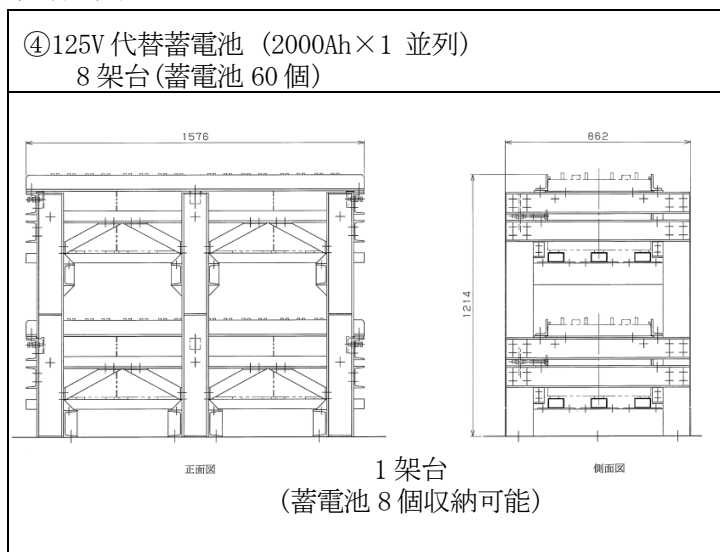 ④125V 代替蓄電池 (2000Ah×1 並列)
8 架台(蓄電池 60 個)
1576
862
1214
正面図
1 架台
側面図
(蓄電池 8 個収納可能)